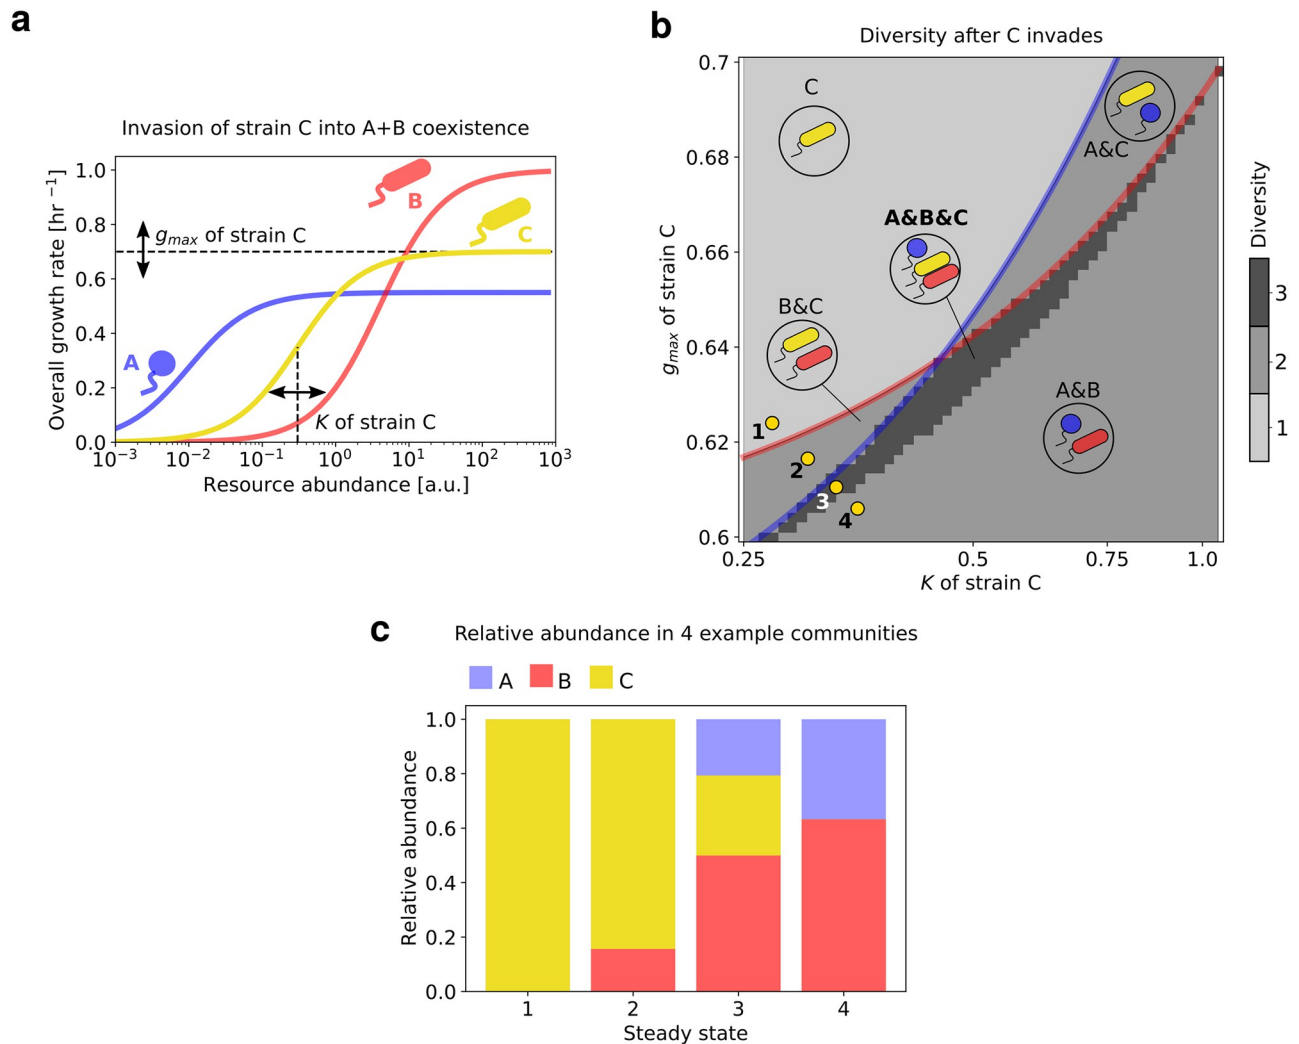 a
Invasion of strain C into A+B coexistence
Overall growth rate [hr⁻¹]
1.0
0.8
0.6
0.4
0.2
0.0
g_max of strain C
A
B
C
K of strain C
10⁻³ 10⁻² 10⁻¹ 10⁰ 10¹ 10² 10³
Resource abundance [a.u.]
b
Diversity after C invades
g_max of strain C
0.7
0.68
0.66
0.64
0.62
0.6
C
A&C
A&B&C
B&C
A&B
1
2
3
4
0.25 0.5 0.75 1.0
K of strain C
Diversity
3
2
1
c
Relative abundance in 4 example communities
A B C
Relative abundance
1.0
0.8
0.6
0.4
0.2
0.0
1 2 3 4
Steady state